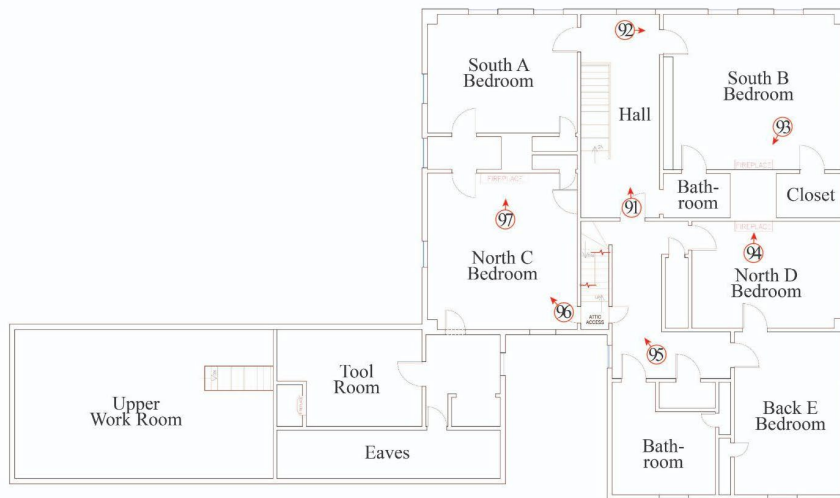 92
South A
Bedroom
South B
Bedroom
Hall
93
FIREPLACE
FIREPLACE
Bath-
room
Closet
91
97
94
North C
Bedroom
North D
Bedroom
96
ATTIC
ACCESS
95
Tool
Room
Upper
Work Room
Back E
Bedroom
Bath-
room
Eaves
FIREPLACE